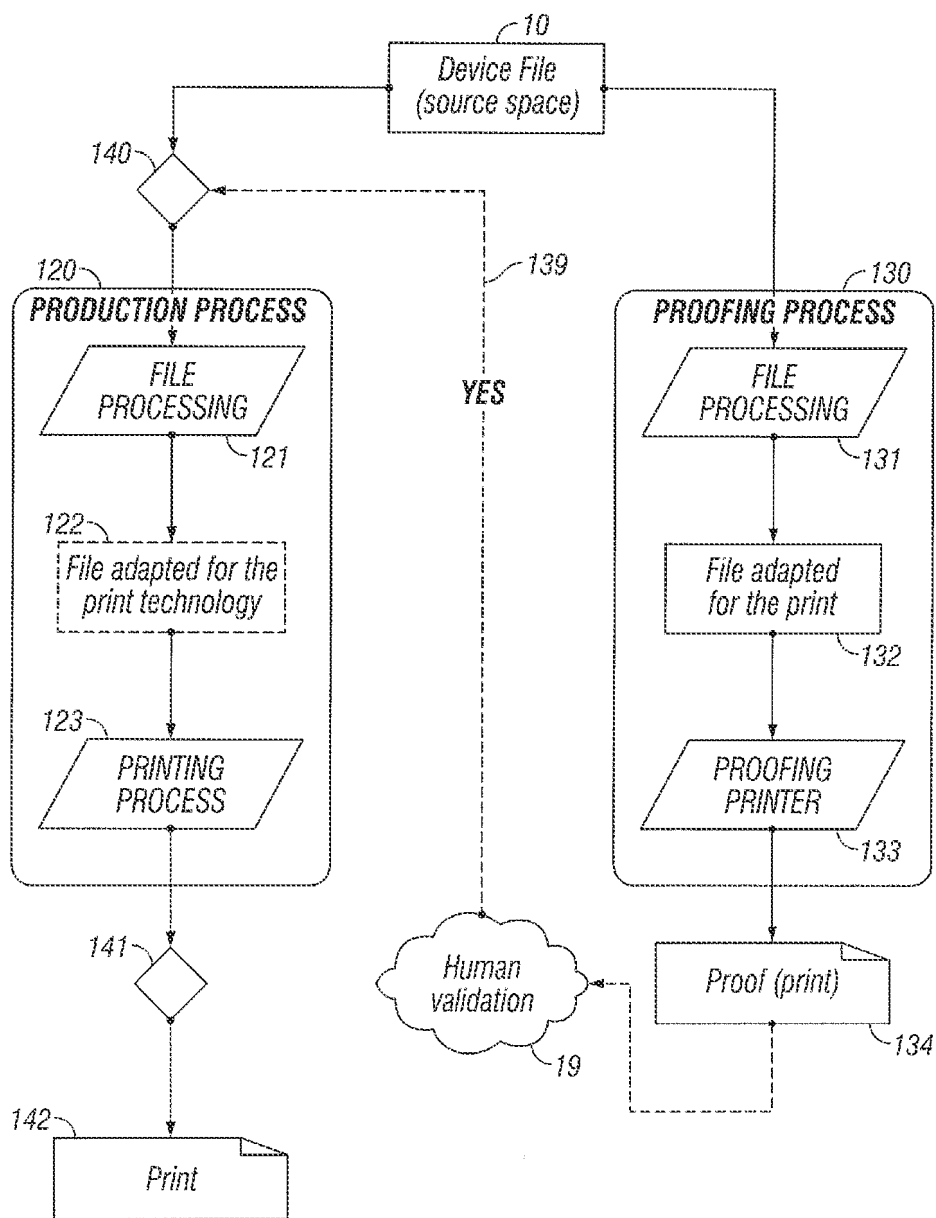 10
Device File
(source space)
140
139
120
PRODUCTION PROCESS
FILE
PROCESSING
121
122
File adapted for the
print technology
123
PRINTING
PROCESS
141
142
Print
YES
130
PROOFING PROCESS
FILE
PROCESSING
131
File adapted
for the print
132
PROOFING
PRINTER
133
Proof (print)
134
Human
validation
19